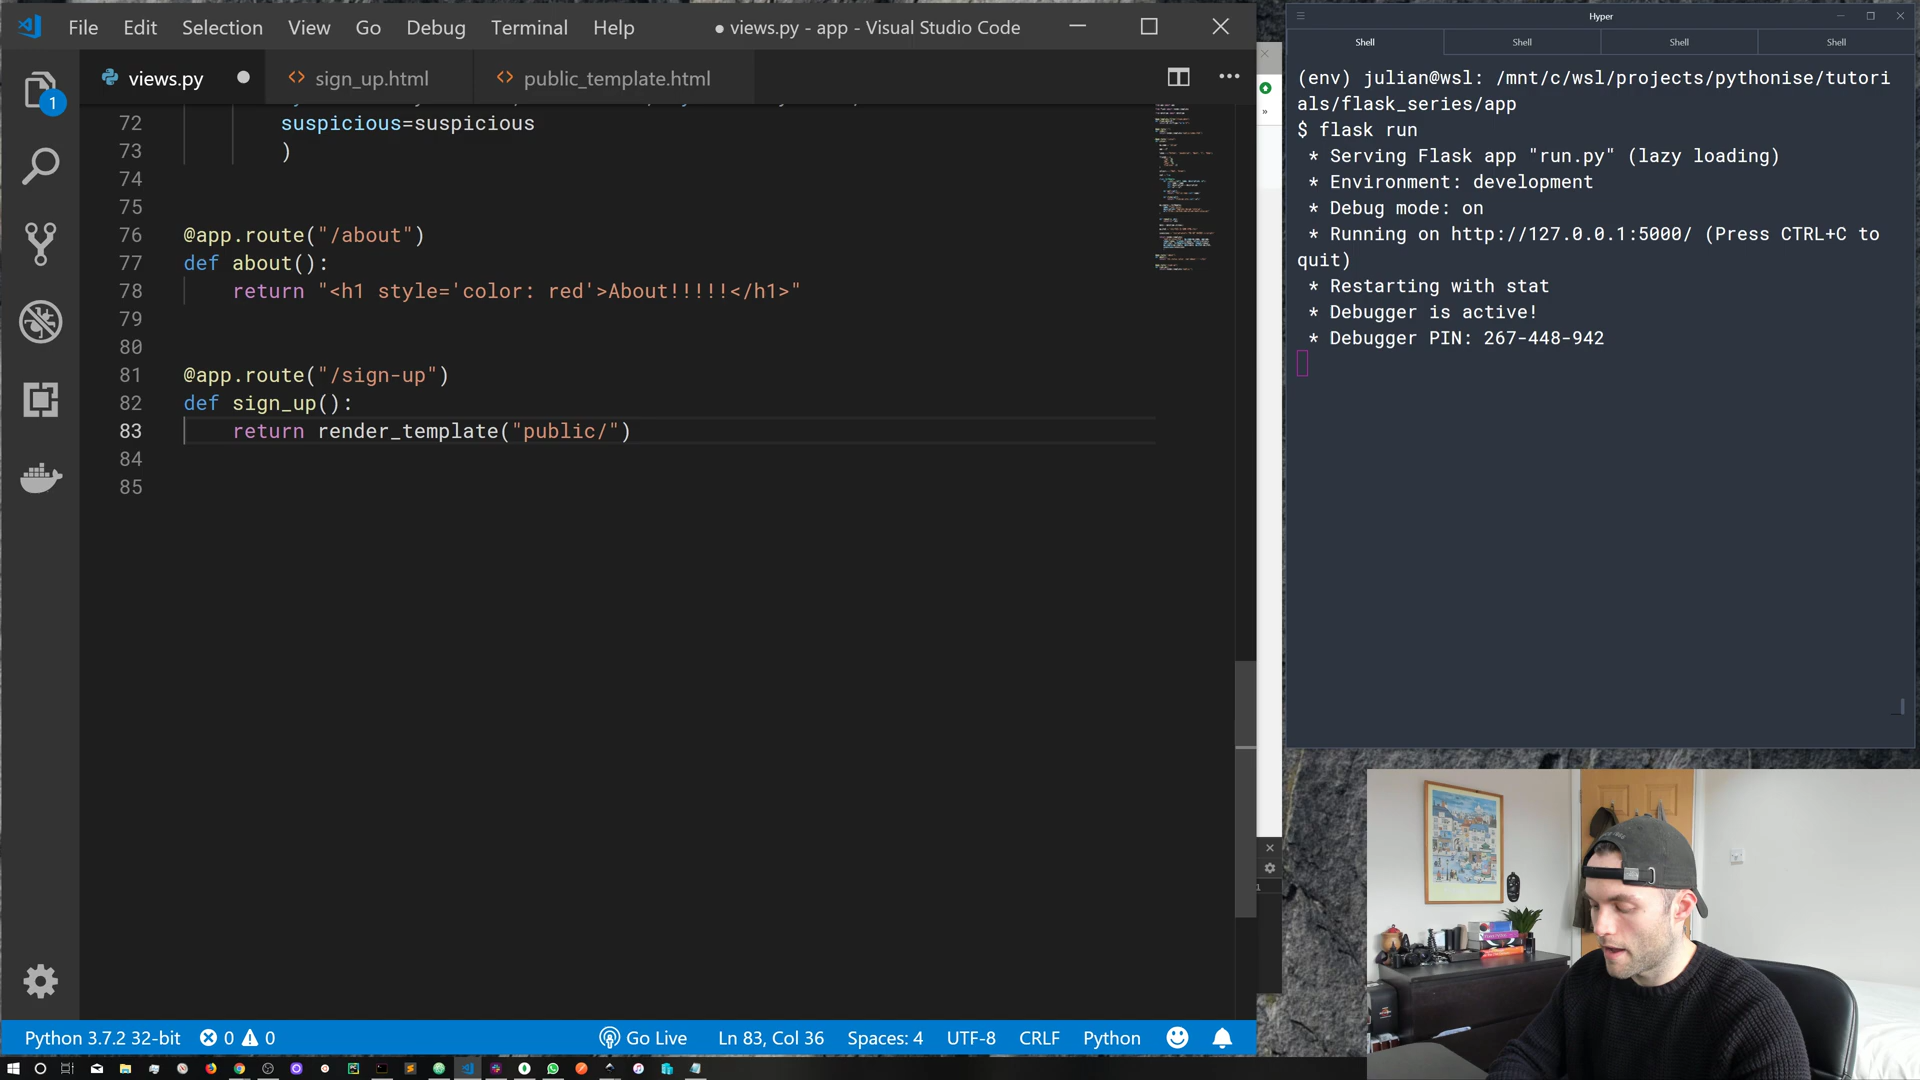 File Edit Selection View Go Debug Terminal Help
● views.py - app - Visual Studio Code
views.py
sign_up.html
public_template.html
1
72 suspicious=suspicious
73 )
74
75
76 @app.route("/about")
77 def about():
78 return "<h1 style='color: red'>About!!!!!</h1>"
79
80
81 @app.route("/sign-up")
82 def sign_up():
83 return render_template("public/")
84
85
Python 3.7.2 32-bit 0 0 Go Live Ln 83, Col 36 Spaces: 4 UTF-8 CRLF Python
Hyper
Shell Shell Shell Shell
(env) julian@wsl: /mnt/c/wsl/projects/pythonise/tutori
als/flask_series/app
$ flask run
* Serving Flask app "run.py" (lazy loading)
* Environment: development
* Debug mode: on
* Running on http://127.0.0.1:5000/ (Press CTRL+C to
quit)
* Restarting with stat
* Debugger is active!
* Debugger PIN: 267-448-942